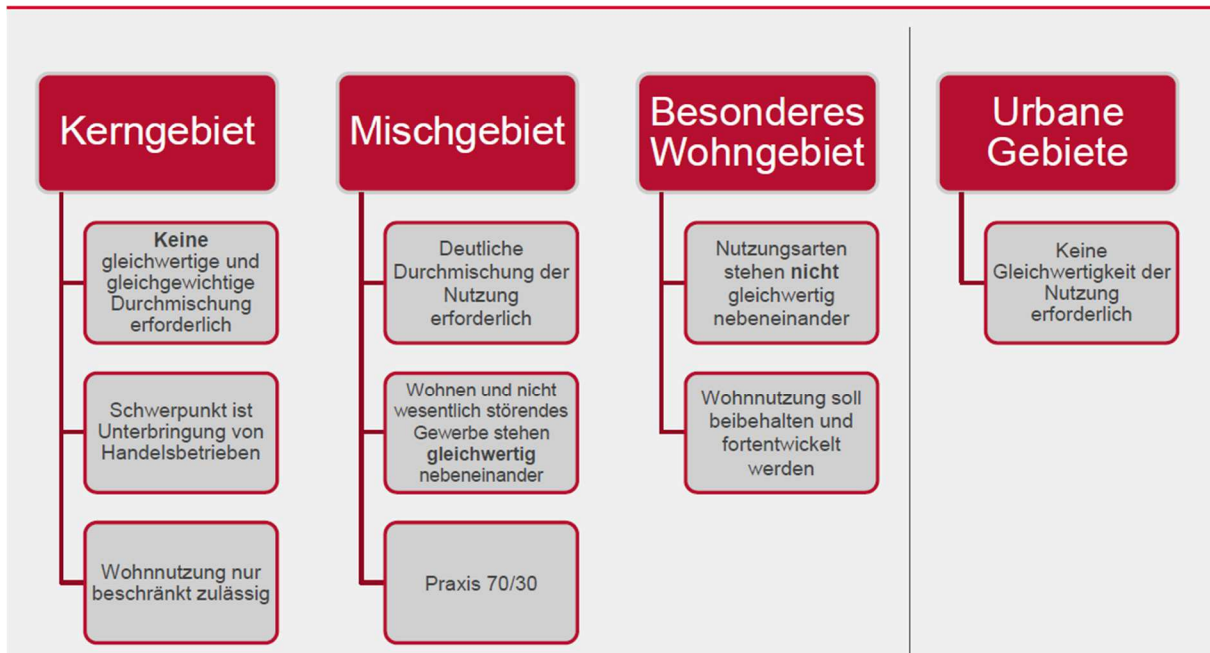 Kerngebiet
Keine
gleichwertige und
gleichgewichtige
Durchmischung
erforderlich
Schwerpunkt ist
Unterbringung von
Handelsbetrieben
Wohnnutzung nur
beschränkt zulässig
Mischgebiet
Deutliche
Durchmischung der
Nutzung
erforderlich
Wohnen und nicht
wesentlich störendes
Gewerbe stehen
gleichwertig
nebeneinander
Praxis 70/30
Besonderes
Wohngebiet
Nutzungsarten
stehen nicht
gleichwertig
nebeneinander
Wohnnutzung soll
beibehalten und
fortentwickelt
werden
Urbane
Gebiete
Keine
Gleichwertigkeit der
Nutzung
erforderlich